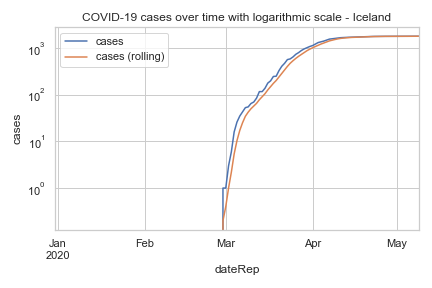 COVID-19 cases over time with logarithmic scale - Iceland
cases
cases (rolling)
10³
10²
10¹
10⁰
cases
Jan Feb Mar Apr May
2020
dateRep